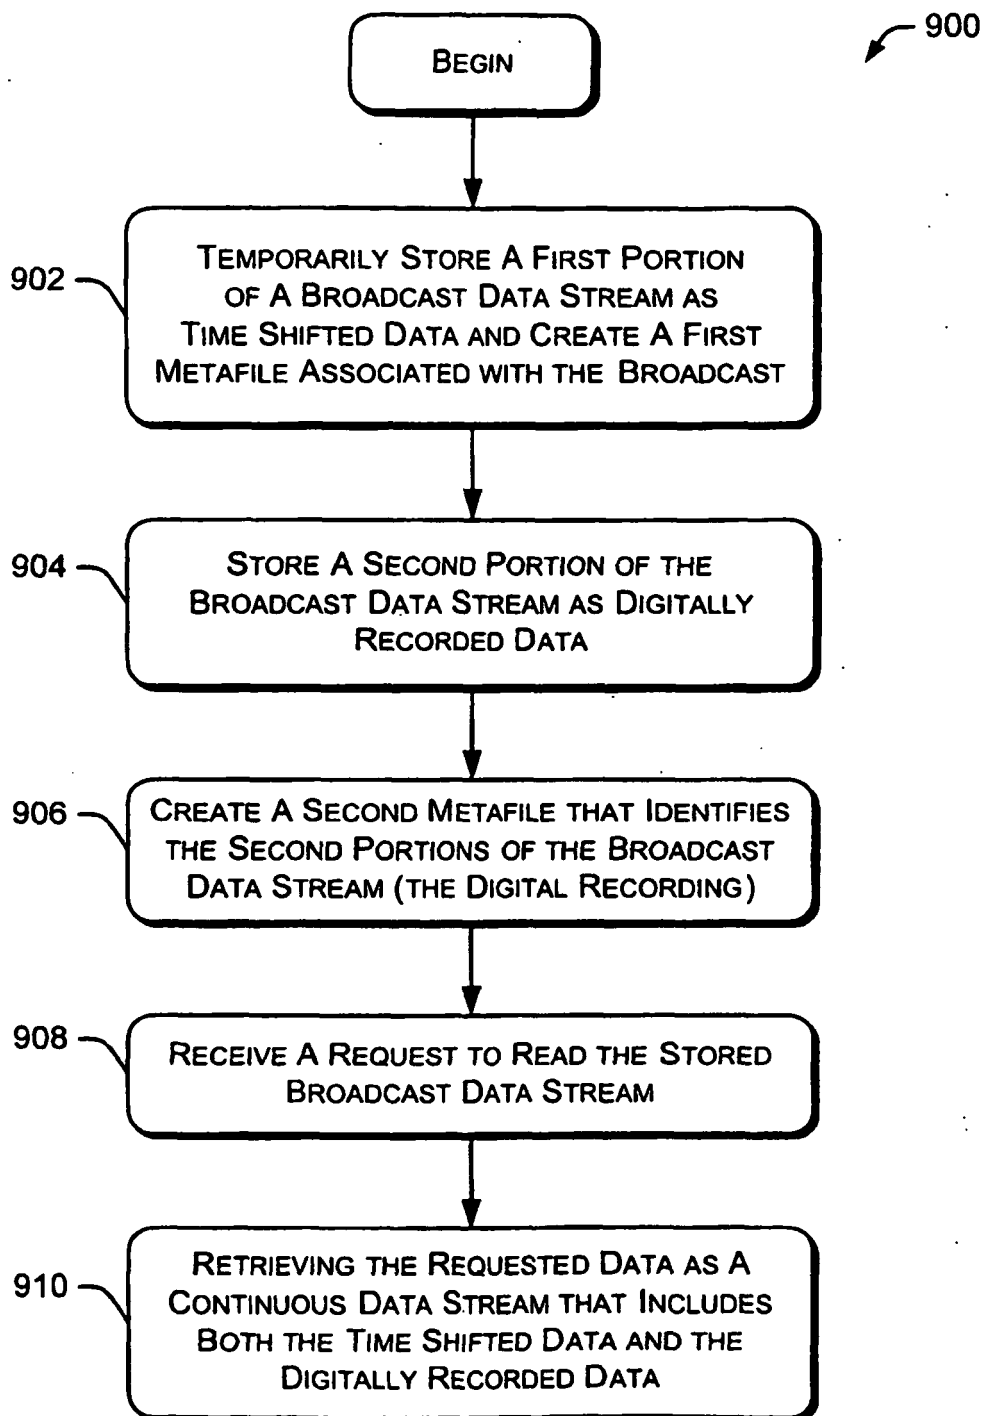 900
BEGIN
902
TEMPORARILY STORE A FIRST PORTION
OF A BROADCAST DATA STREAM AS
TIME SHIFTED DATA AND CREATE A FIRST
METAFILE ASSOCIATED WITH THE BROADCAST
904
STORE A SECOND PORTION OF THE
BROADCAST DATA STREAM AS DIGITALLY
RECORDED DATA
906
CREATE A SECOND METAFILE THAT IDENTIFIES
THE SECOND PORTIONS OF THE BROADCAST
DATA STREAM (THE DIGITAL RECORDING)
908
RECEIVE A REQUEST TO READ THE STORED
BROADCAST DATA STREAM
910
RETRIEVING THE REQUESTED DATA AS A
CONTINUOUS DATA STREAM THAT INCLUDES
BOTH THE TIME SHIFTED DATA AND THE
DIGITALLY RECORDED DATA